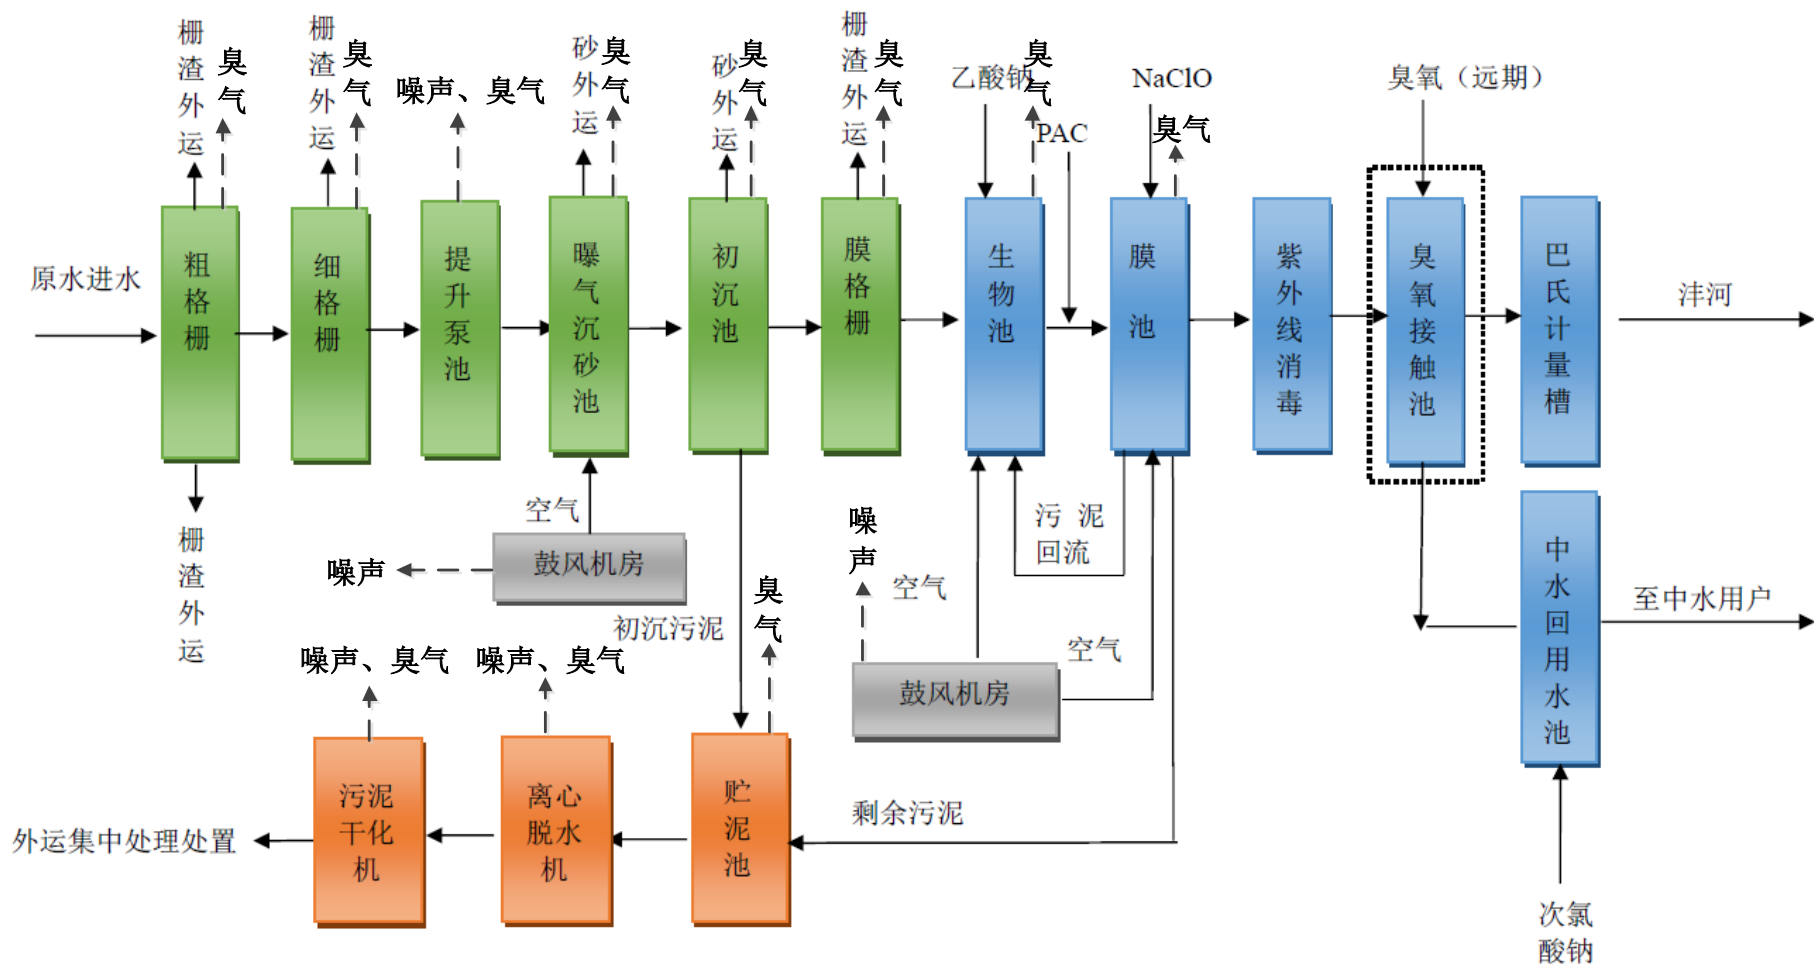 栅渣外运
臭气
栅渣外运
臭气
噪声、臭气
砂外运
臭气
砂外运
臭气
栅渣外运
臭气
乙酸钠
臭气
PAC
NaClO
臭气
臭氧（远期）
原水进水
粗格栅
细格栅
提升泵池
曝气沉砂池
初沉池
膜格栅
生物池
膜池
紫外线消毒
臭氧接触池
巴氏计量槽
沣河
栅渣外运
空气
鼓风机房
噪声
初沉污泥
臭气
噪声
空气
污泥
回流
空气
鼓风机房
中水回用水池
至中水用户
噪声、臭气
噪声、臭气
外运集中处理处置
污泥
干化
机
离心
脱水
机
贮泥池
剩余污泥
次氯
酸钠